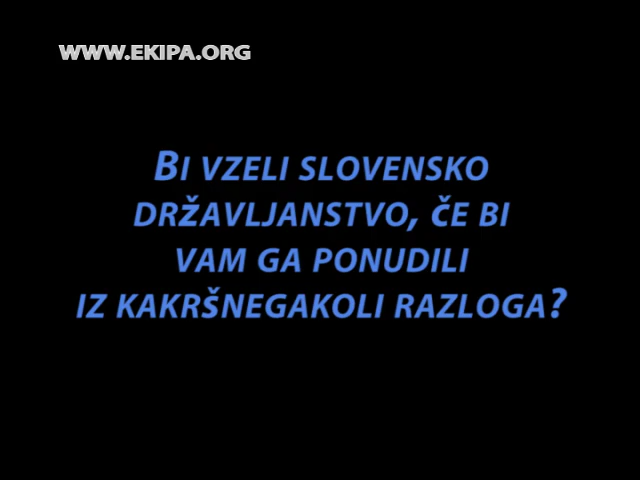 WWW.EKIPA.ORG
BI VZELI SLOVENSKO
DRŽAVLJANSTVO, ČE BI
VAM GA PONUDILI
IZ KAKRŠNEGAKOLI RAZLOGA?